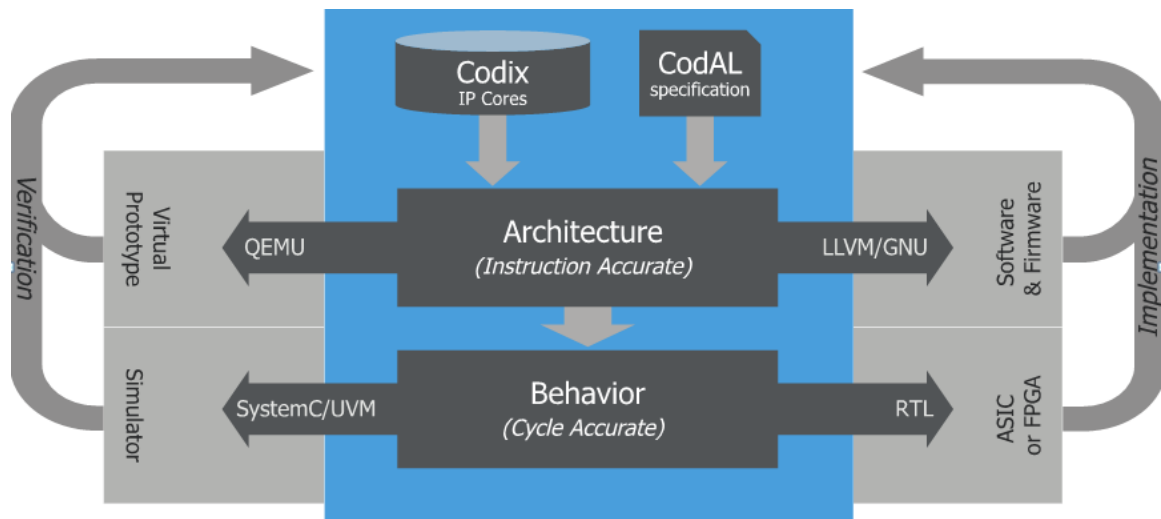 Codix
IP Cores
CodAL
specification
Verification
Virtual
Prototype
QEMU
Architecture
(Instruction Accurate)
LLVM/GNU
Software
& Firmware
Implementation
Simulator
SystemC/UVM
Behavior
(Cycle Accurate)
RTL
ASIC
or FPGA